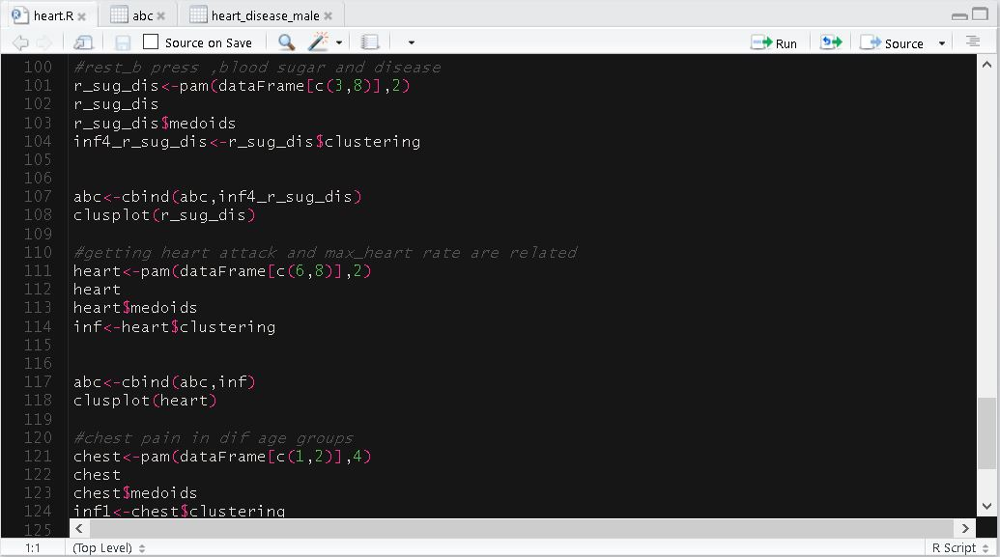 heart.R
abc
heart_disease_male
Source on Save
Run
Source
100 #rest_b press ,blood sugar and disease
101 r_sug_dis<-pam(dataFrame[c(3,8)],2)
102 r_sug_dis
103 r_sug_dis$medoids
104 inf4_r_sug_dis<-r_sug_dis$clustering
105
106
107 abc<-cbind(abc,inf4_r_sug_dis)
108 clusplot(r_sug_dis)
109
110 #getting heart attack and max_heart rate are related
111 heart<-pam(dataFrame[c(6,8)],2)
112 heart
113 heart$medoids
114 inf<-heart$clustering
115
116
117 abc<-cbind(abc,inf)
118 clusplot(heart)
119
120 #chest pain in dif age groups
121 chest<-pam(dataFrame[c(1,2)],4)
122 chest
123 chest$medoids
124 inf1<-chest$clustering
125
1:1
(Top Level)
R Script